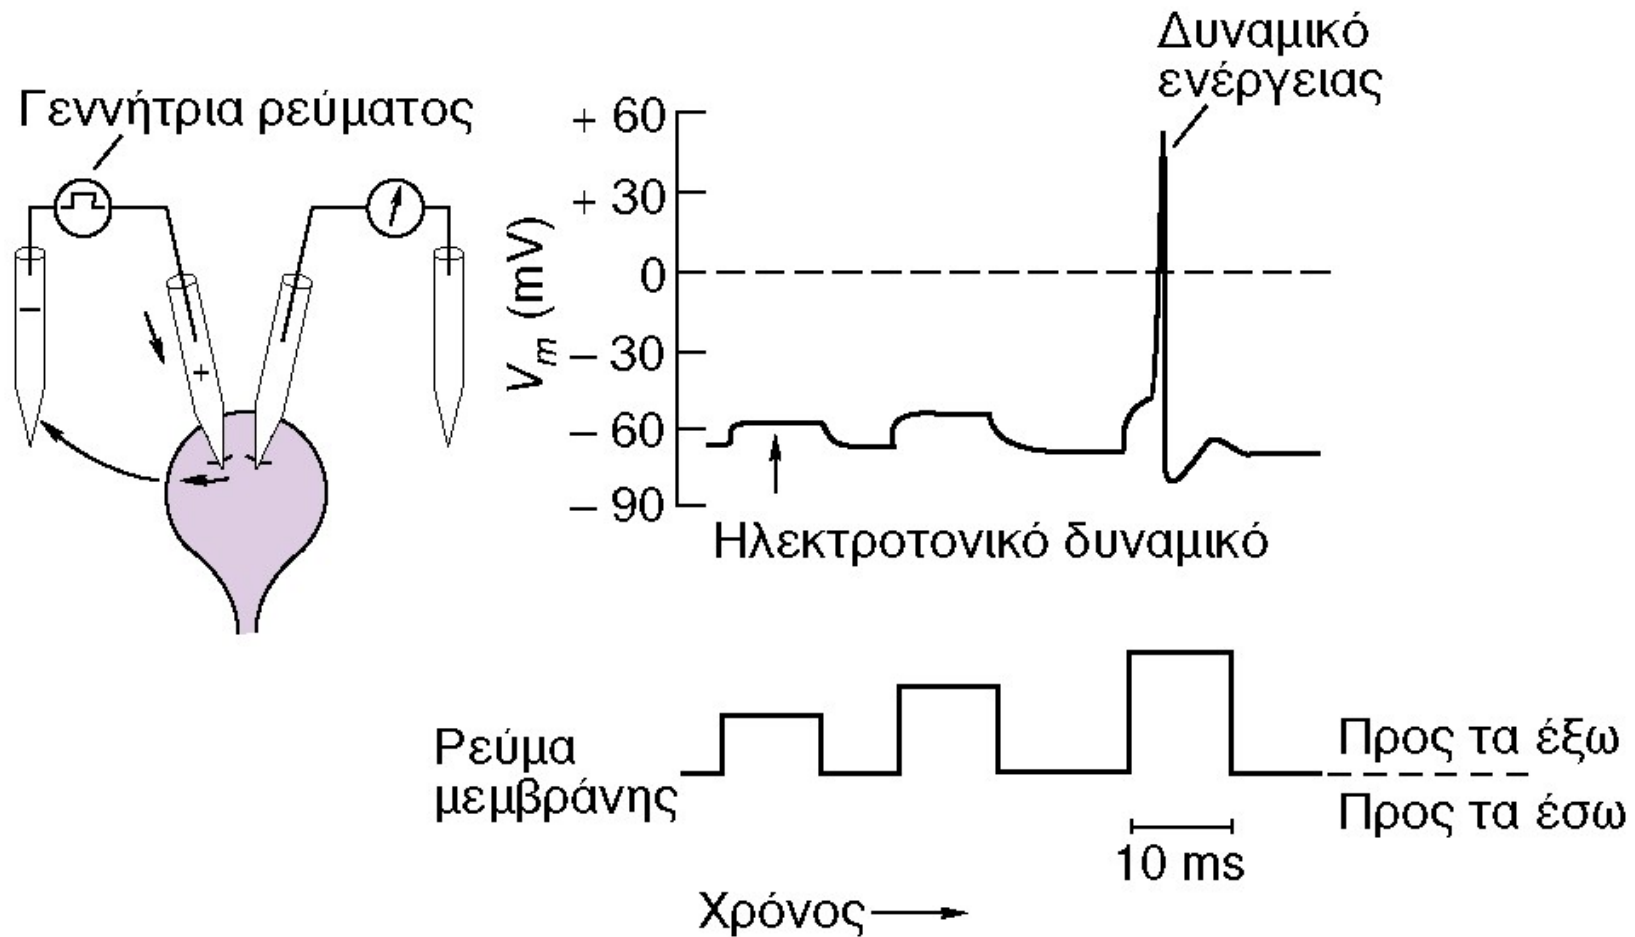 Δυναμικό
ενέργειας
Γεννήτρια ρεύματος
+ 60
+ 30
0
– 30
– 60
– 90
Vm (mV)
–
+
Ηλεκτροτονικό δυναμικό
Ρεύμα
μεμβράνης
Προς τα έξω
Προς τα έσω
10 ms
Χρόνος